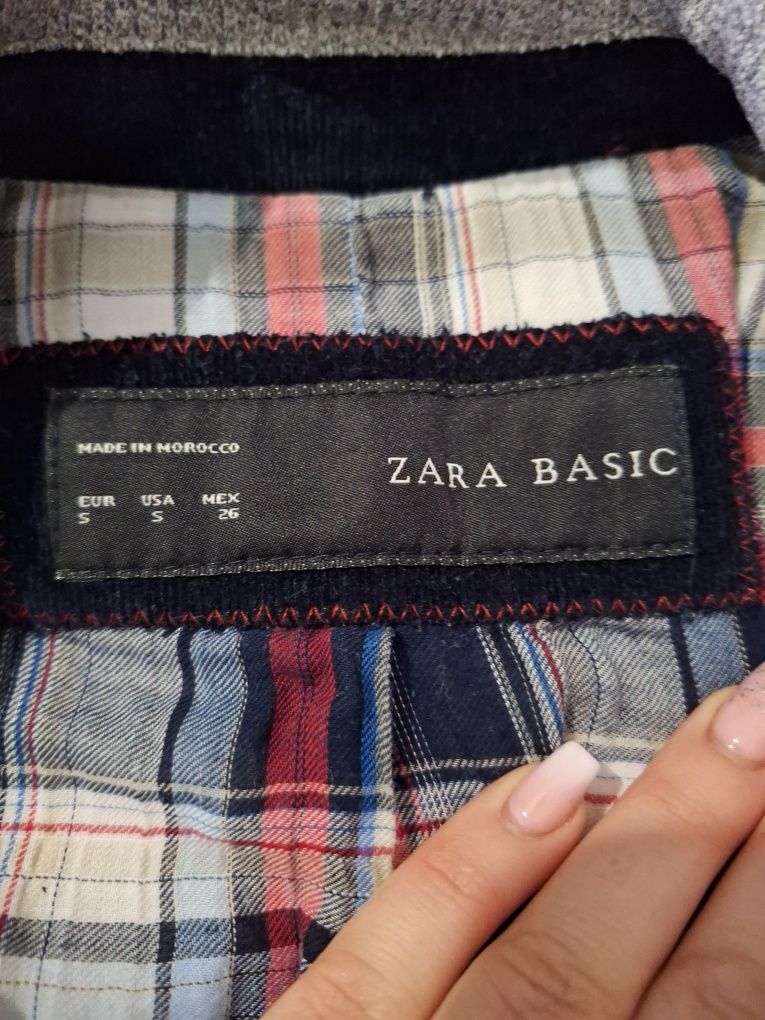 MADE IN MOROCCO
ZARA BASIC
EUR USA MEX
S S 26